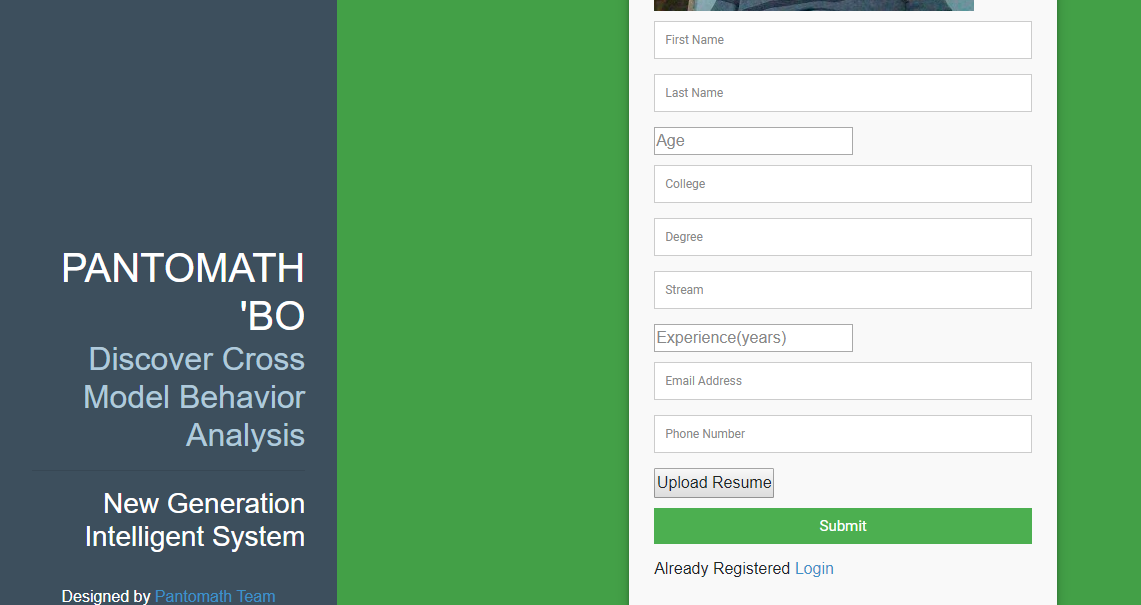 PANTOMATH
'BO
Discover Cross
Model Behavior
Analysis
New Generation
Intelligent System
Designed by Pantomath Team
First Name
Last Name
Age
College
Degree
Stream
Experience(years)
Email Address
Phone Number
Upload Resume
Submit
Already Registered Login